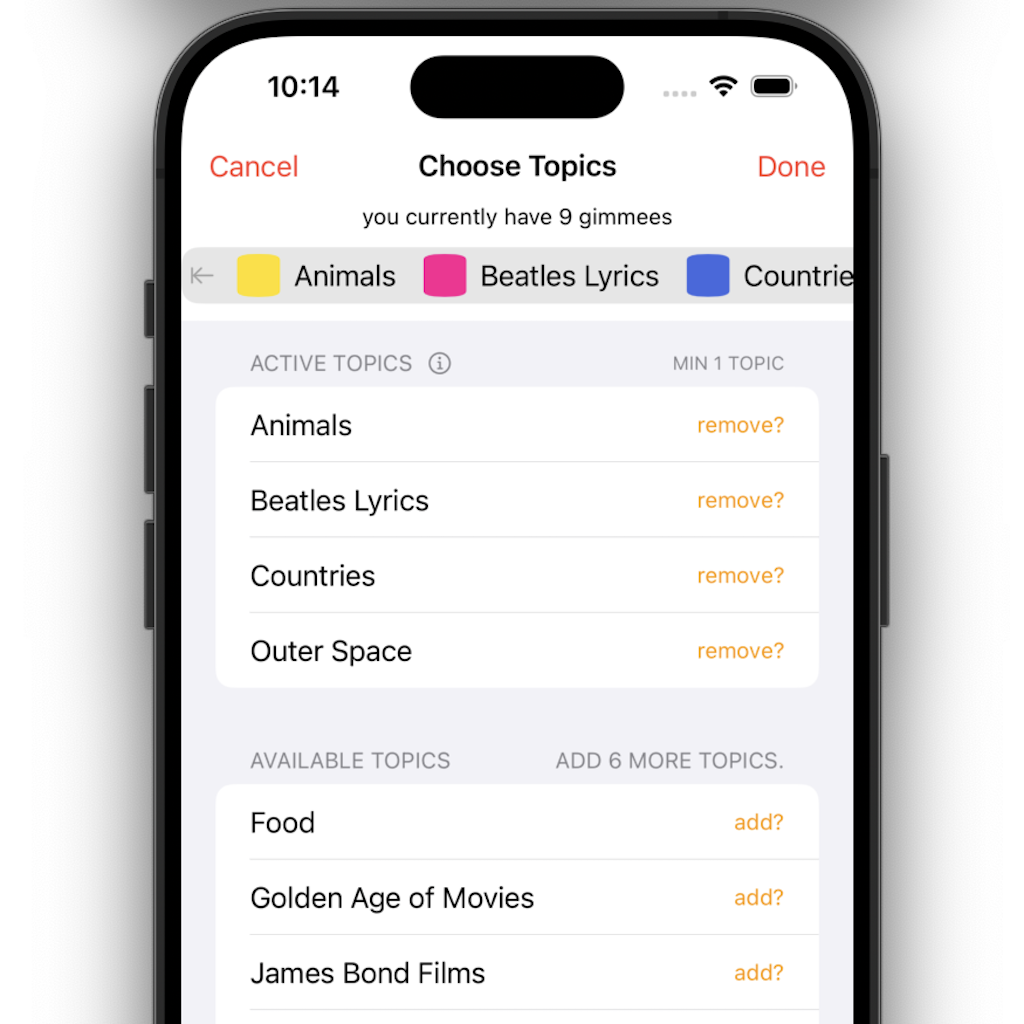 10:14
Cancel Choose Topics Done
you currently have 9 gimmees
Animals Beatles Lyrics Countrie
ACTIVE TOPICS MIN 1 TOPIC
Animals remove?
Beatles Lyrics remove?
Countries remove?
Outer Space remove?
AVAILABLE TOPICS ADD 6 MORE TOPICS.
Food add?
Golden Age of Movies add?
James Bond Films add?